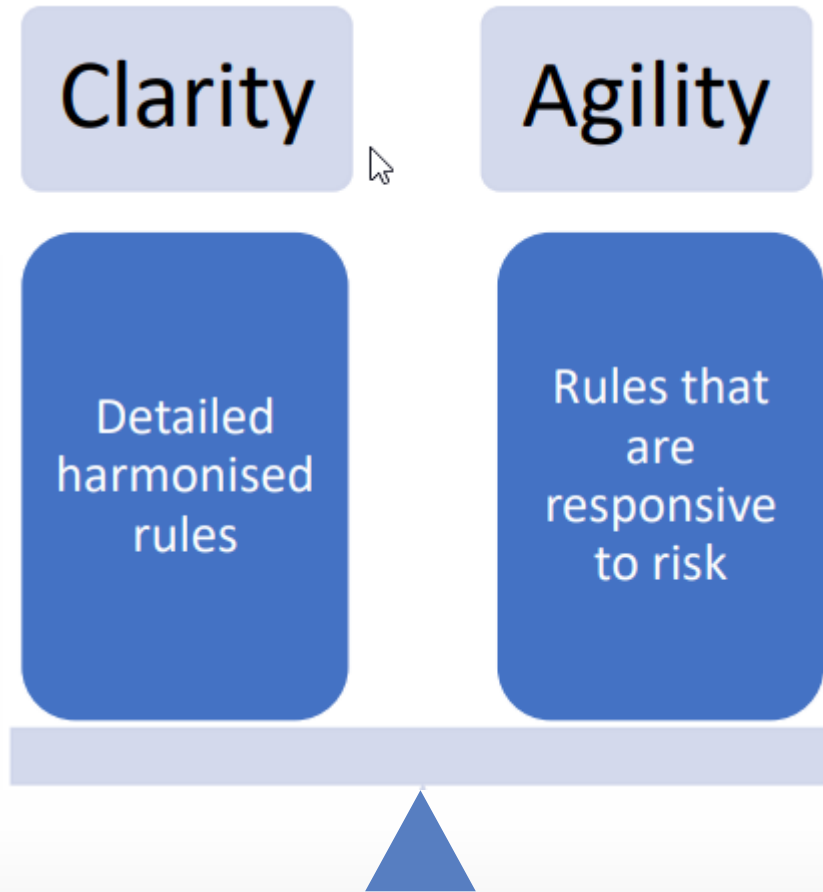 Clarity
Agility
Detailed
harmonised
rules
Rules that
are
responsive
to risk